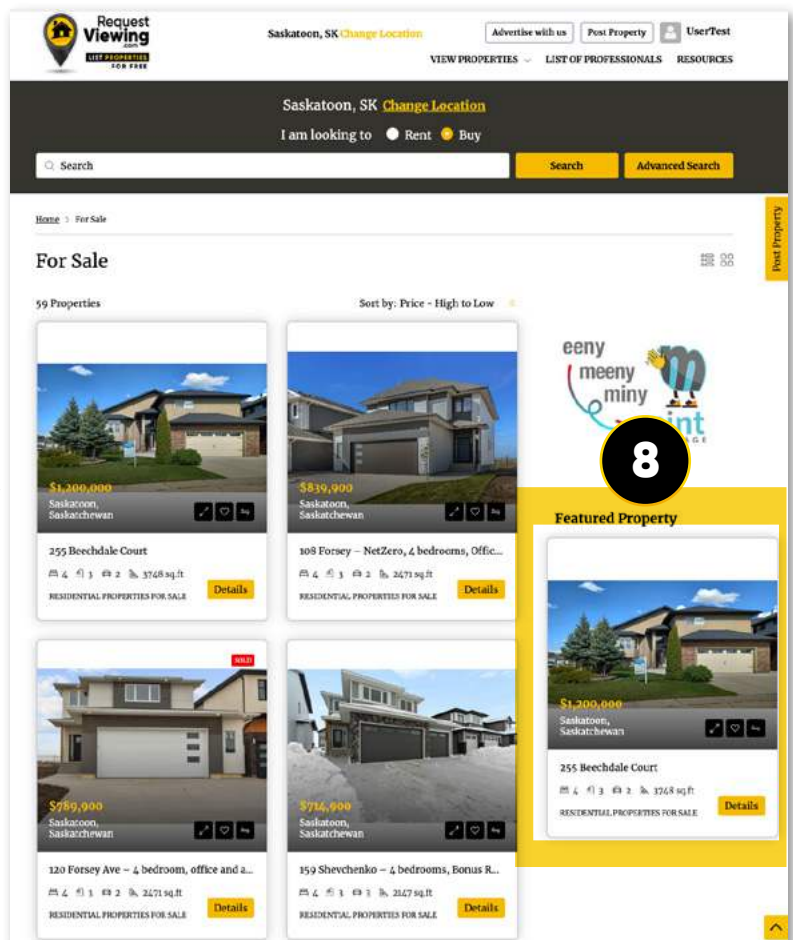 Request
Viewing
.com
LIST PROPERTIES
FOR FREE
Saskatoon, SK Change Location
Advertise with us
Post Property
UserTest
VIEW PROPERTIES
LIST OF PROFESSIONALS
RESOURCES
Saskatoon, SK Change Location
I am looking to Rent Buy
Search
Search
Advanced Search
Post Property
Home > For Sale
For Sale
59 Properties
Sort by: Price - High to Low
eeny
meeny
miny
8
$1,200,000
Saskatoon,
Saskatchewan
255 Beechdale Court
4 3 2 3748 sq.ft
RESIDENTIAL PROPERTIES FOR SALE
Details
$839,900
Saskatoon,
Saskatchewan
108 Forsey – NetZero, 4 bedrooms, Offic...
4 3 2 2471 sq.ft
RESIDENTIAL PROPERTIES FOR SALE
Details
Featured Property
$1,200,000
Saskatoon,
Saskatchewan
255 Beechdale Court
4 3 2 3748 sq.ft
RESIDENTIAL PROPERTIES FOR SALE
Details
SOLD
$789,900
Saskatoon,
Saskatchewan
120 Forsey Ave – 4 bedroom, office and a...
4 3 2 2471 sq.ft
RESIDENTIAL PROPERTIES FOR SALE
Details
$714,900
Saskatoon,
Saskatchewan
159 Shevchenko – 4 bedrooms, Bonus R...
4 3 3 2147 sq.ft
RESIDENTIAL PROPERTIES FOR SALE
Details